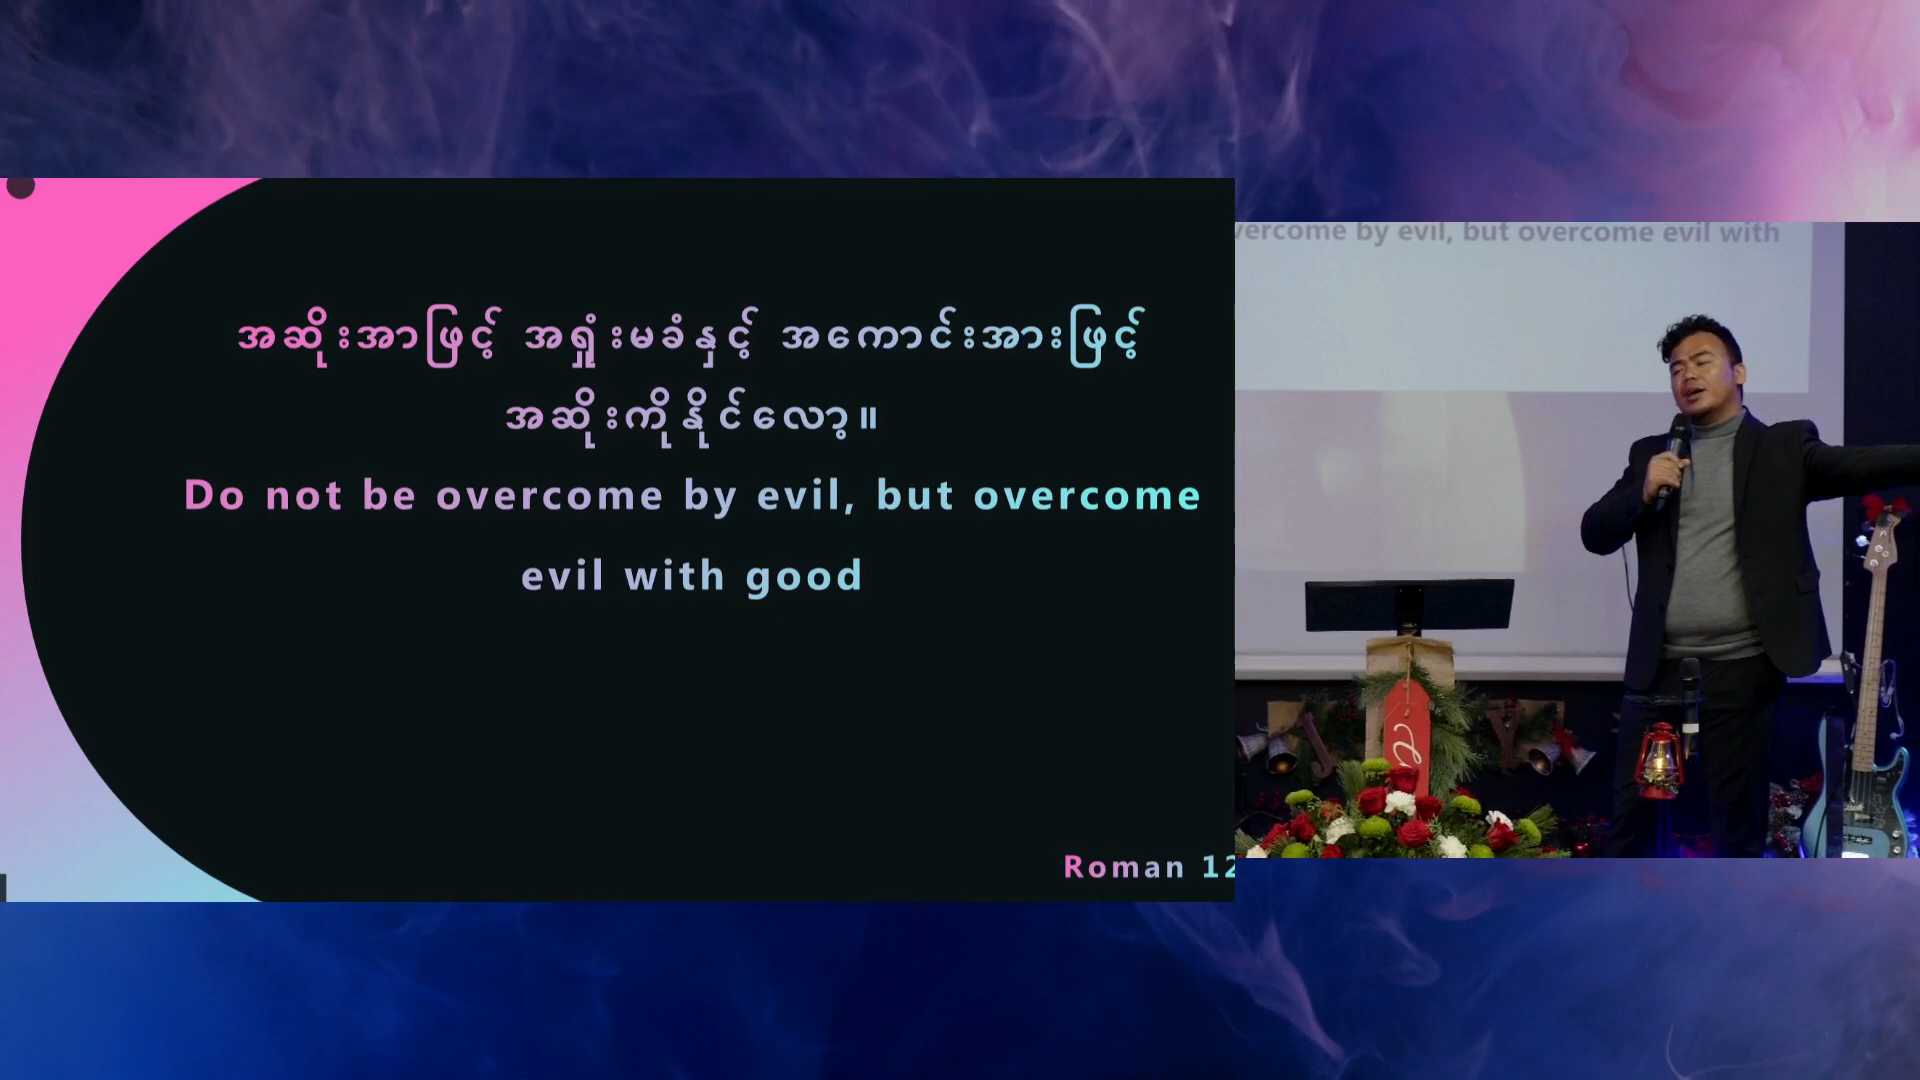 အဆိုးအာဖြင့် အရှုံးမခံနှင့် အကောင်းအားဖြင့်
အဆိုးကိုနိုင်လော့။
Do not be overcome by evil, but overcome
evil with good
Roman 12
vercome by evil, but overcome evil with